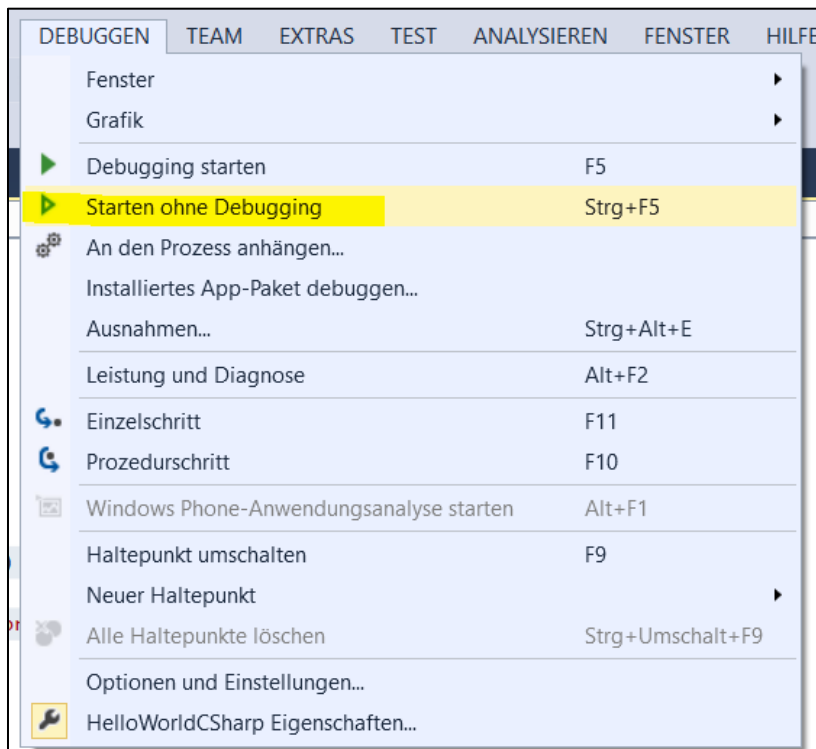 DEBUGGEN TEAM EXTRAS TEST ANALYSIEREN FENSTER HILFE
Fenster
Grafik
Debugging starten F5
Starten ohne Debugging Strg+F5
An den Prozess anhängen...
Installiertes App-Paket debuggen...
Ausnahmen... Strg+Alt+E
Leistung und Diagnose Alt+F2
Einzelschritt F11
Prozedurschritt F10
Windows Phone-Anwendungsanalyse starten Alt+F1
Haltepunkt umschalten F9
Neuer Haltepunkt
Alle Haltepunkte löschen Strg+Umschalt+F9
Optionen und Einstellungen...
HelloWorldCSharp Eigenschaften...